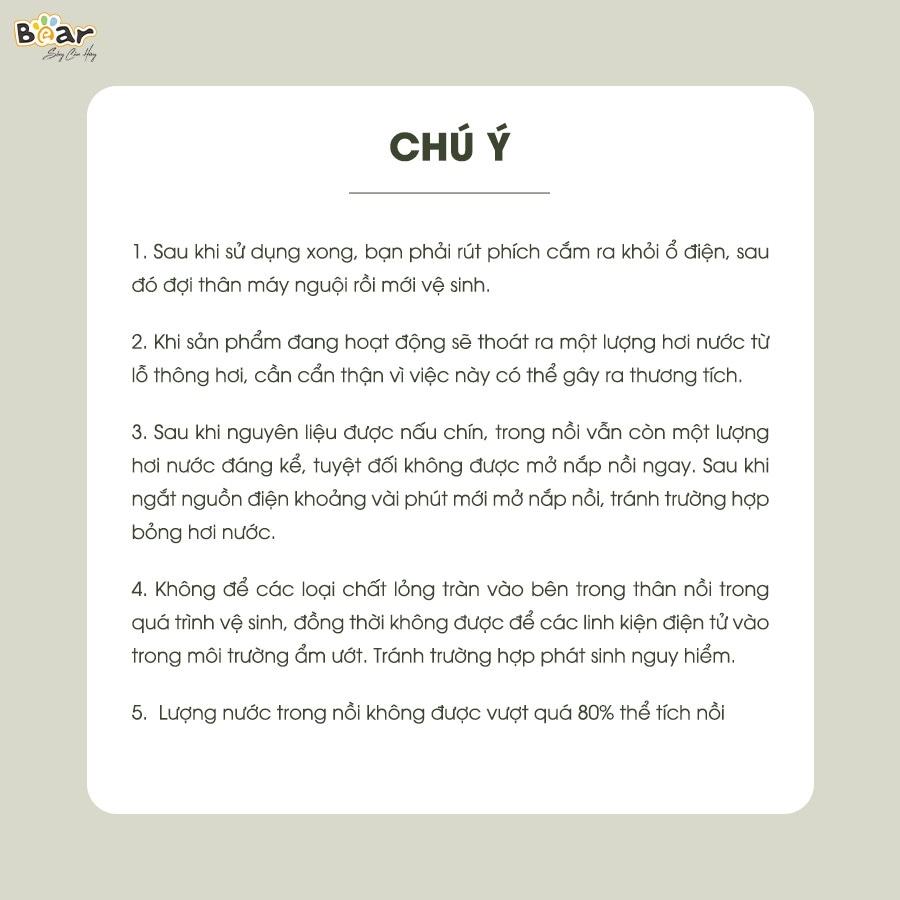 Bear
Sống Cảm Hứng
CHÚ Ý
1. Sau khi sử dụng xong, bạn phải rút phích cắm ra khỏi ổ điện, sau
đó đợi thân máy nguội rồi mới vệ sinh.
2. Khi sản phẩm đang hoạt động sẽ thoát ra một lượng hơi nước từ
lỗ thông hơi, cần cẩn thận vì việc này có thể gây ra thương tích.
3. Sau khi nguyên liệu được nấu chín, trong nồi vẫn còn một lượng
hơi nước đáng kể, tuyệt đối không được mở nắp nồi ngay. Sau khi
ngắt nguồn điện khoảng vài phút mới mở nắp nồi, tránh trường hợp
bỏng hơi nước.
4. Không để các loại chất lỏng tràn vào bên trong thân nồi trong
quá trình vệ sinh, đồng thời không được để các linh kiện điện tử vào
trong môi trường ẩm ướt. Tránh trường hợp phát sinh nguy hiểm.
5. Lượng nước trong nồi không được vượt quá 80% thể tích nồi